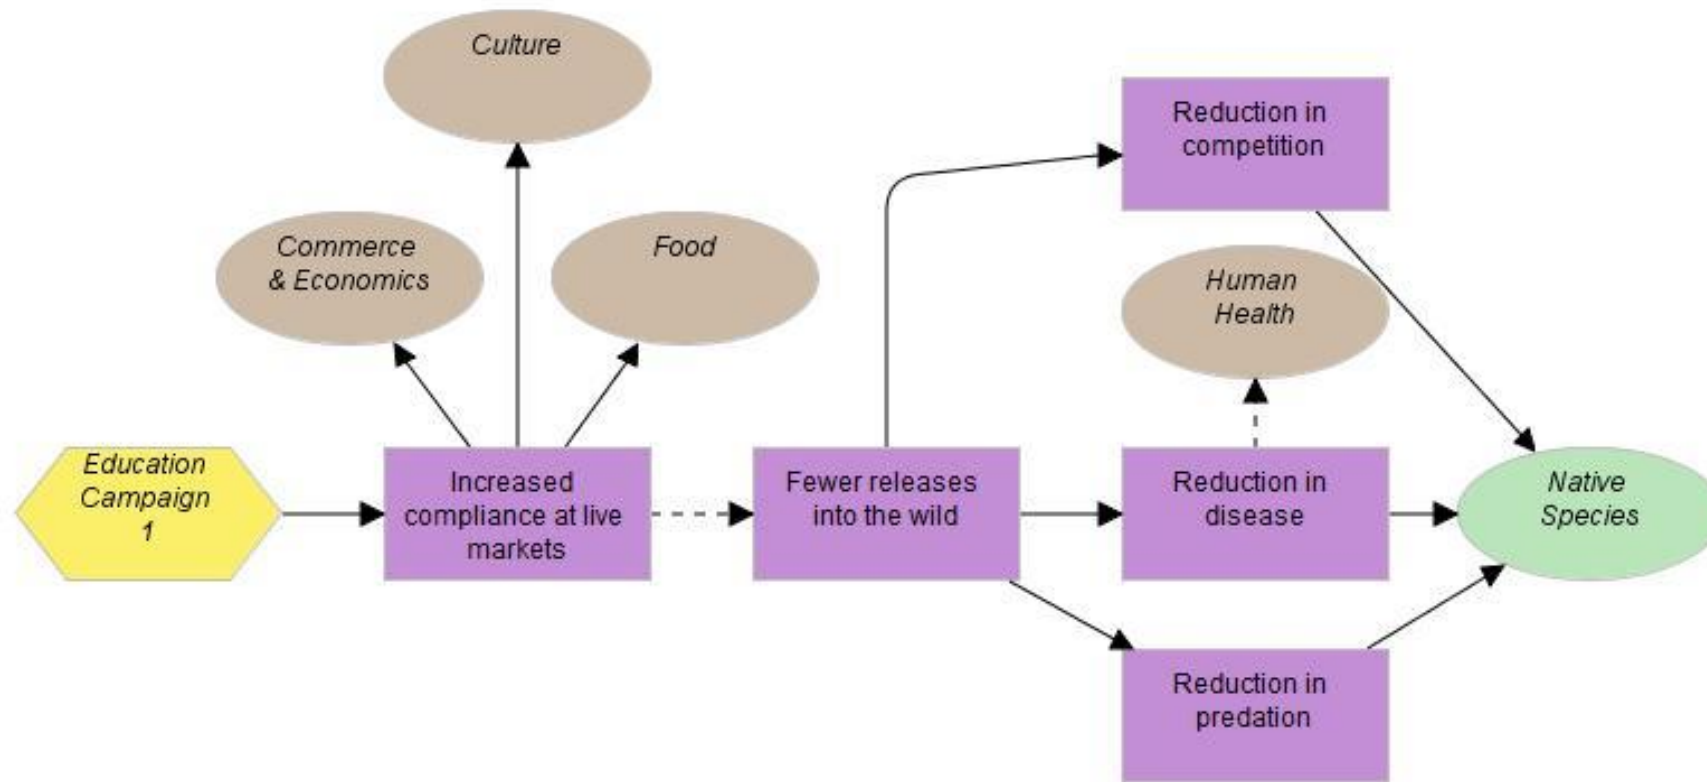 Culture
Commerce
& Economics
Food
Education
Campaign
1
Increased
compliance at live
markets
Fewer releases
into the wild
Reduction in
competition
Human
Health
Reduction in
disease
Reduction in
predation
Native
Species